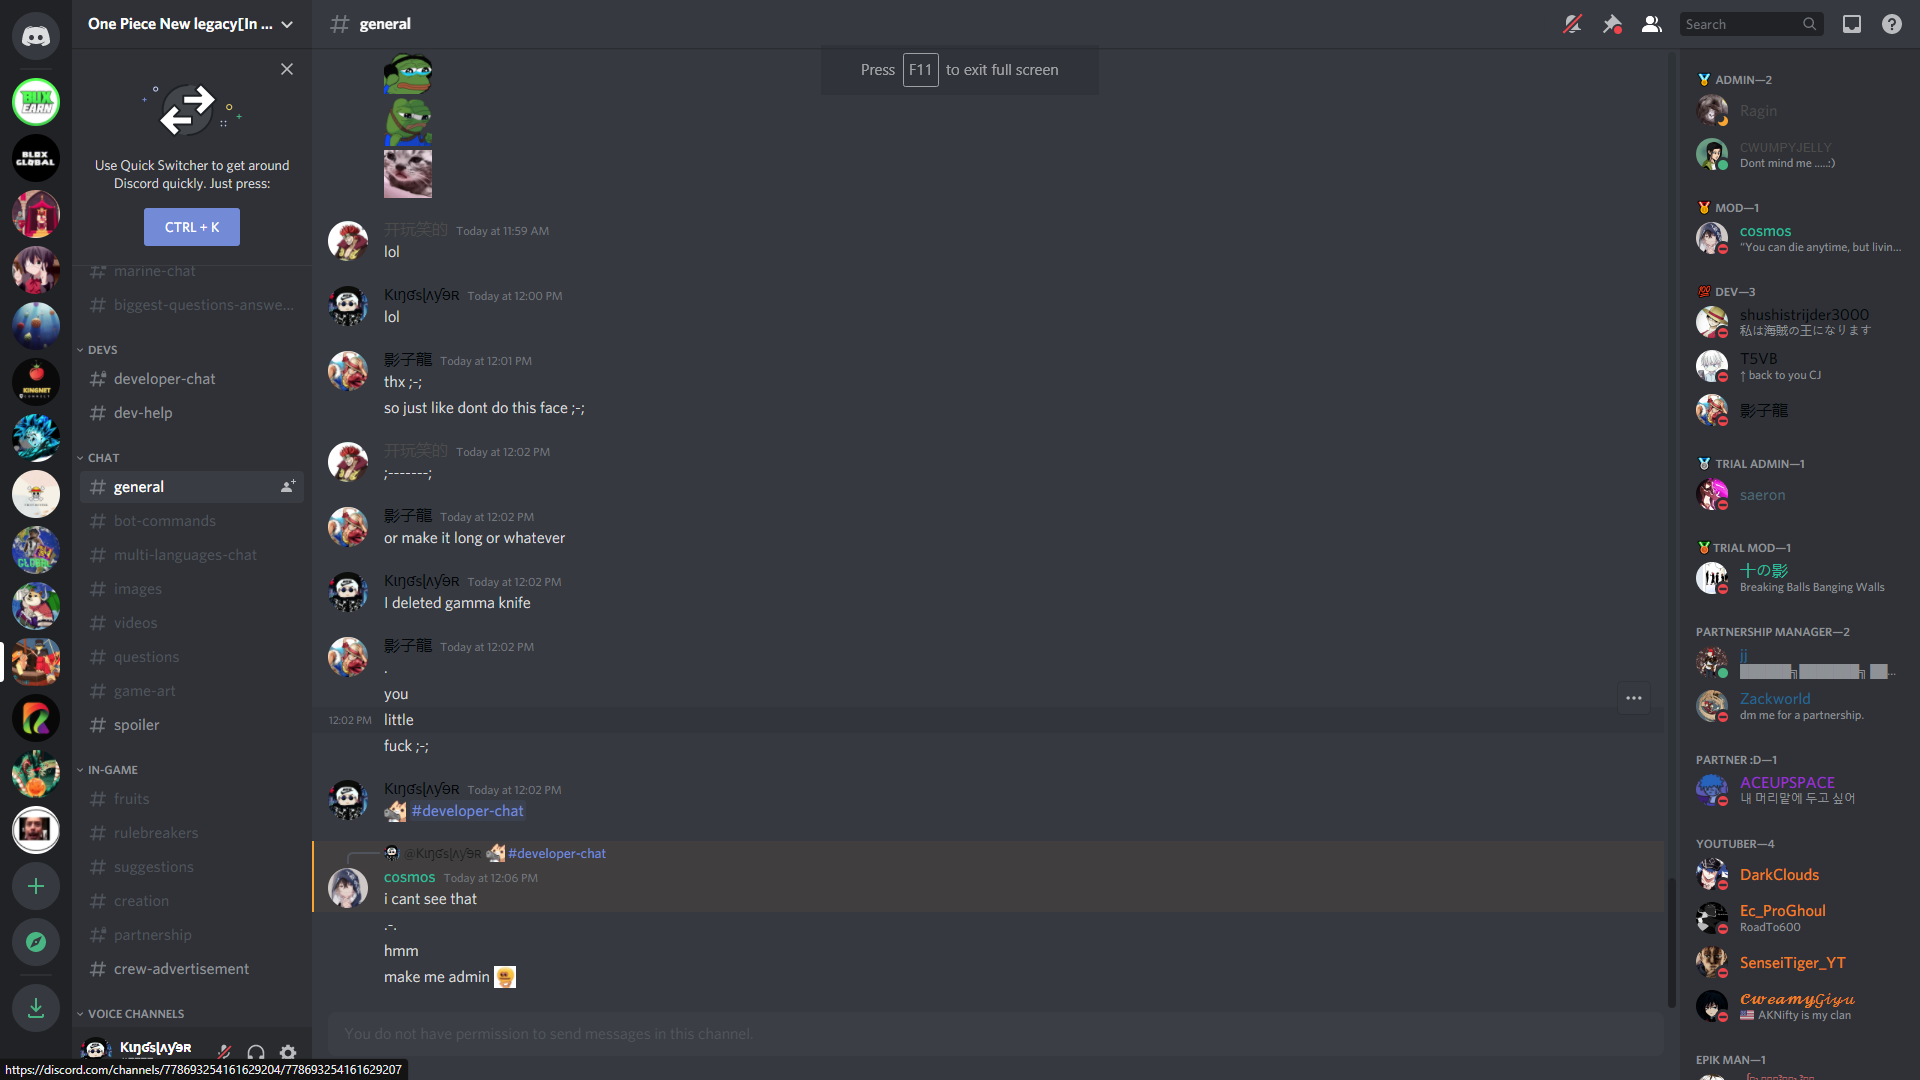 One Piece New legacy[In ...
general
Search
Press F11 to exit full screen
BUX
EARN
BLOX
GLOBAL
Use Quick Switcher to get around
Discord quickly. Just press:
CTRL + K
marine-chat
biggest-questions-answe...
DEVS
developer-chat
dev-help
CHAT
general
bot-commands
multi-languages-chat
images
videos
questions
game-art
spoiler
IN-GAME
fruits
rulebreakers
suggestions
creation
partnership
crew-advertisement
VOICE CHANNELS
https://discord.com/channels/778693254161629204/778693254161629207
开玩笑的 Today at 11:59 AM
lol
Today at 12:00 PM
lol
影子龍 Today at 12:01 PM
thx ;-;
so just like dont do this face ;-;
开玩笑的 Today at 12:02 PM
;-------;
影子龍 Today at 12:02 PM
or make it long or whatever
Today at 12:02 PM
I deleted gamma knife
影子龍 Today at 12:02 PM
.
you
12:02 PM little
fuck ;-;
Today at 12:02 PM
#developer-chat
#developer-chat
cosmos Today at 12:06 PM
i cant see that
.-.
hmm
make me admin
You do not have permission to send messages in this channel.
ADMIN—2
Ragin
CWUMPYJELLY
Dont mind me .....:)
MOD—1
cosmos
"You can die anytime, but livin...
DEV—3
shushistrijder3000
私は海賊の王になります
T5VB
↑ back to you CJ
影子龍
TRIAL ADMIN—1
saeron
TRIAL MOD—1
十の影
Breaking Balls Banging Walls
PARTNERSHIP MANAGER—2
jj
Zackworld
dm me for a partnership.
PARTNER :D—1
ACEUPSPACE
내 머리맡에 두고 싶어
YOUTUBER—4
DarkClouds
Ec_ProGhoul
RoadTo600
SenseiTiger_YT
CweamyGiyu
AKNifty is my clan
EPIK MAN—1